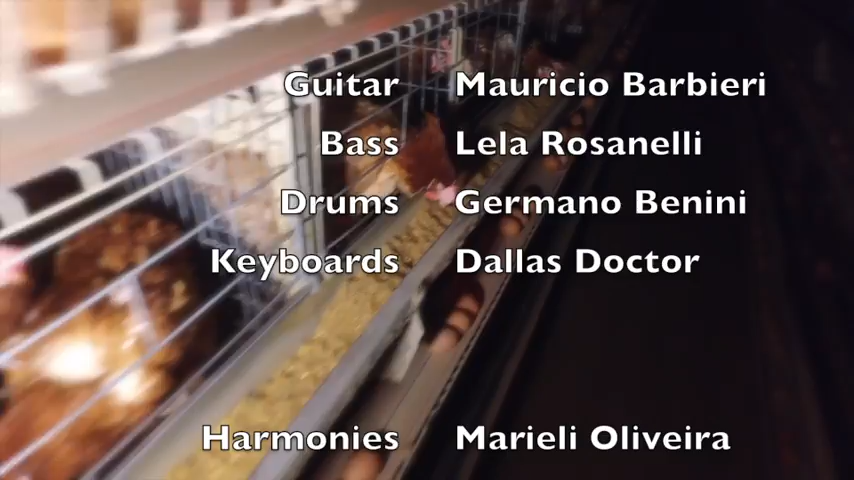 Guitar Mauricio Barbieri
Bass Lela Rosanelli
Drums Germano Benini
Keyboards Dallas Doctor
Harmonies Marieli Oliveira